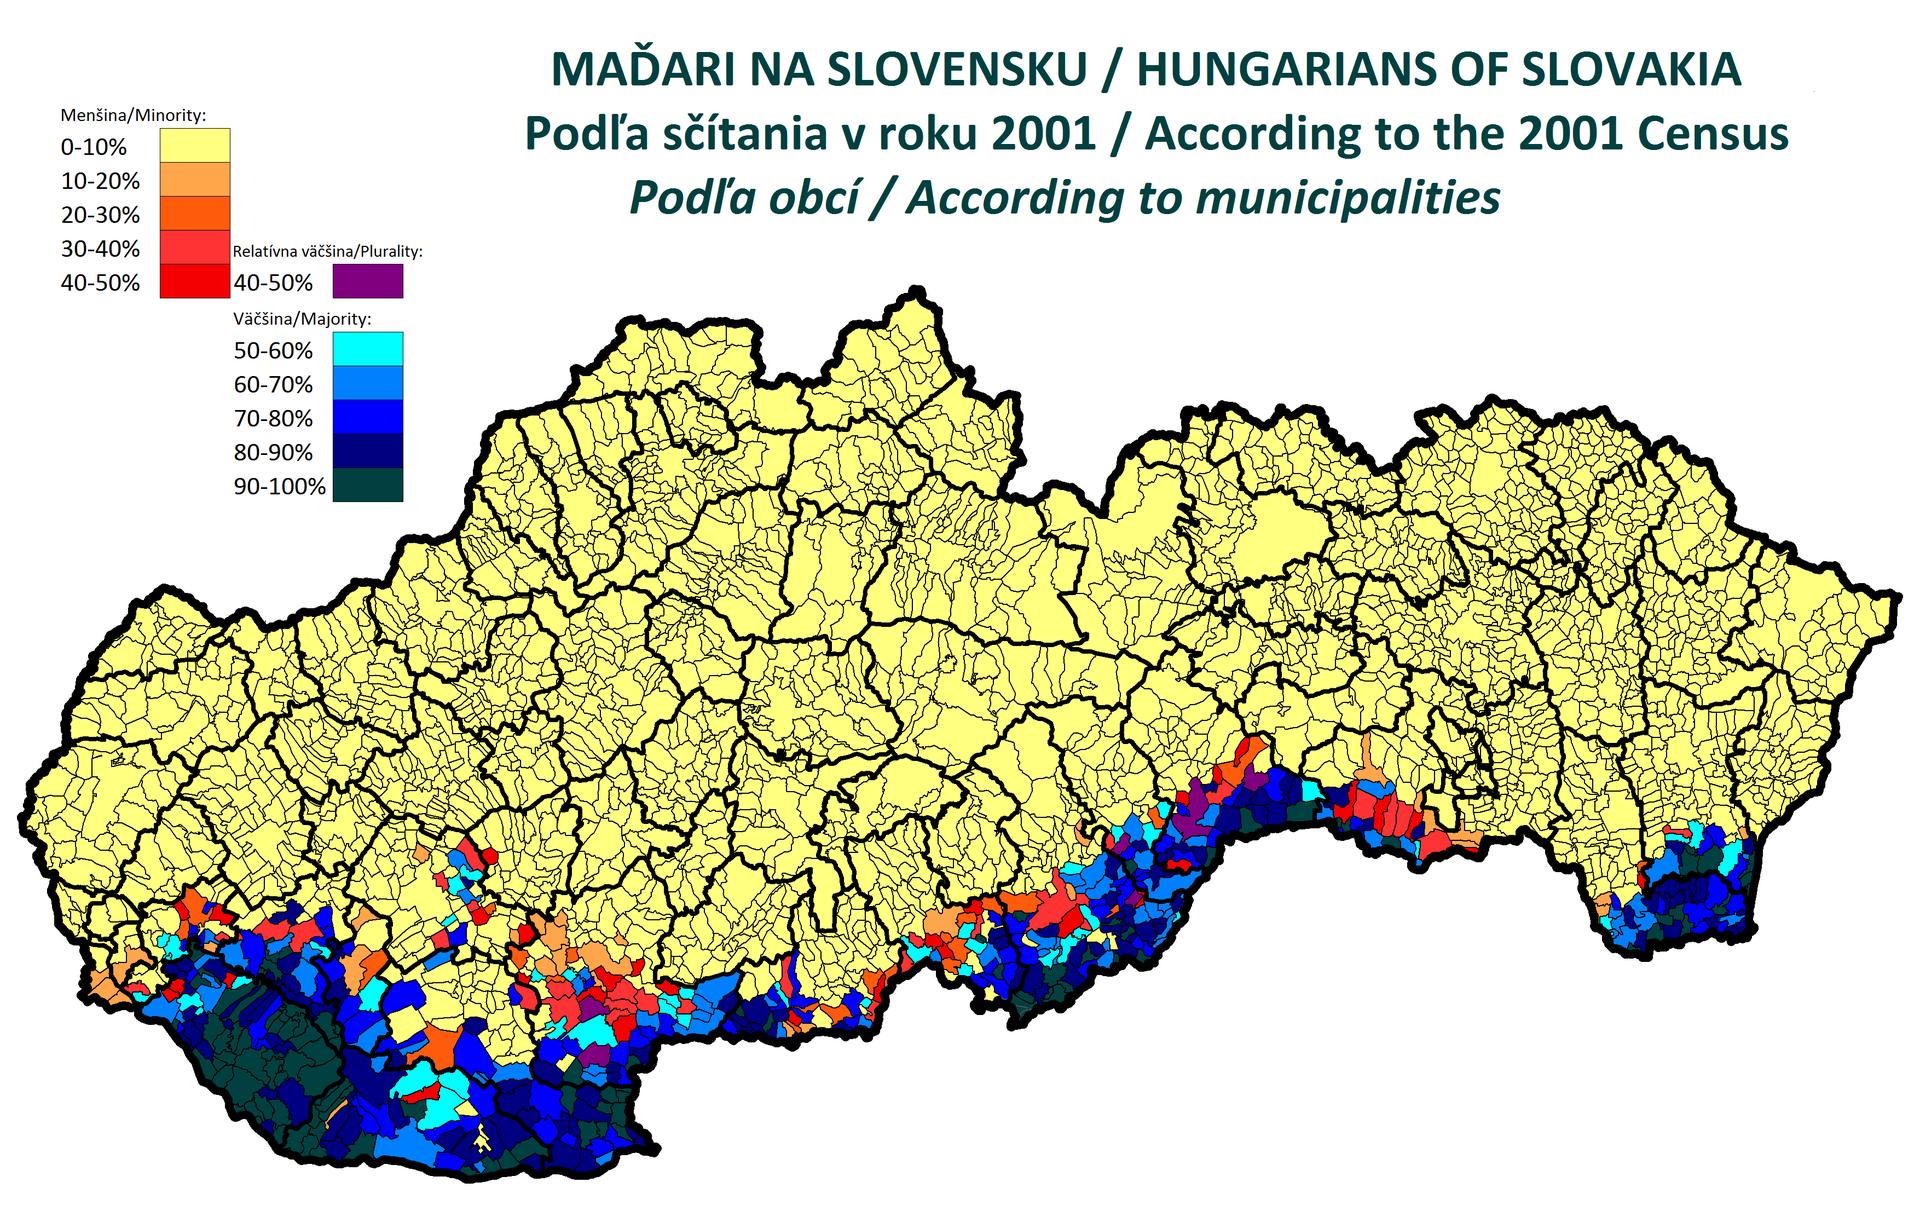 MAĎARI NA SLOVENSKU / HUNGARIANS OF SLOVAKIA
Podľa sčítania v roku 2001 / According to the 2001 Census
Podľa obcí / According to municipalities
Menšina/Minority:
0-10%
10-20%
20-30%
30-40%
40-50%
Relatívna väčšina/Plurality:
40-50%
Väčšina/Majority:
50-60%
60-70%
70-80%
80-90%
90-100%